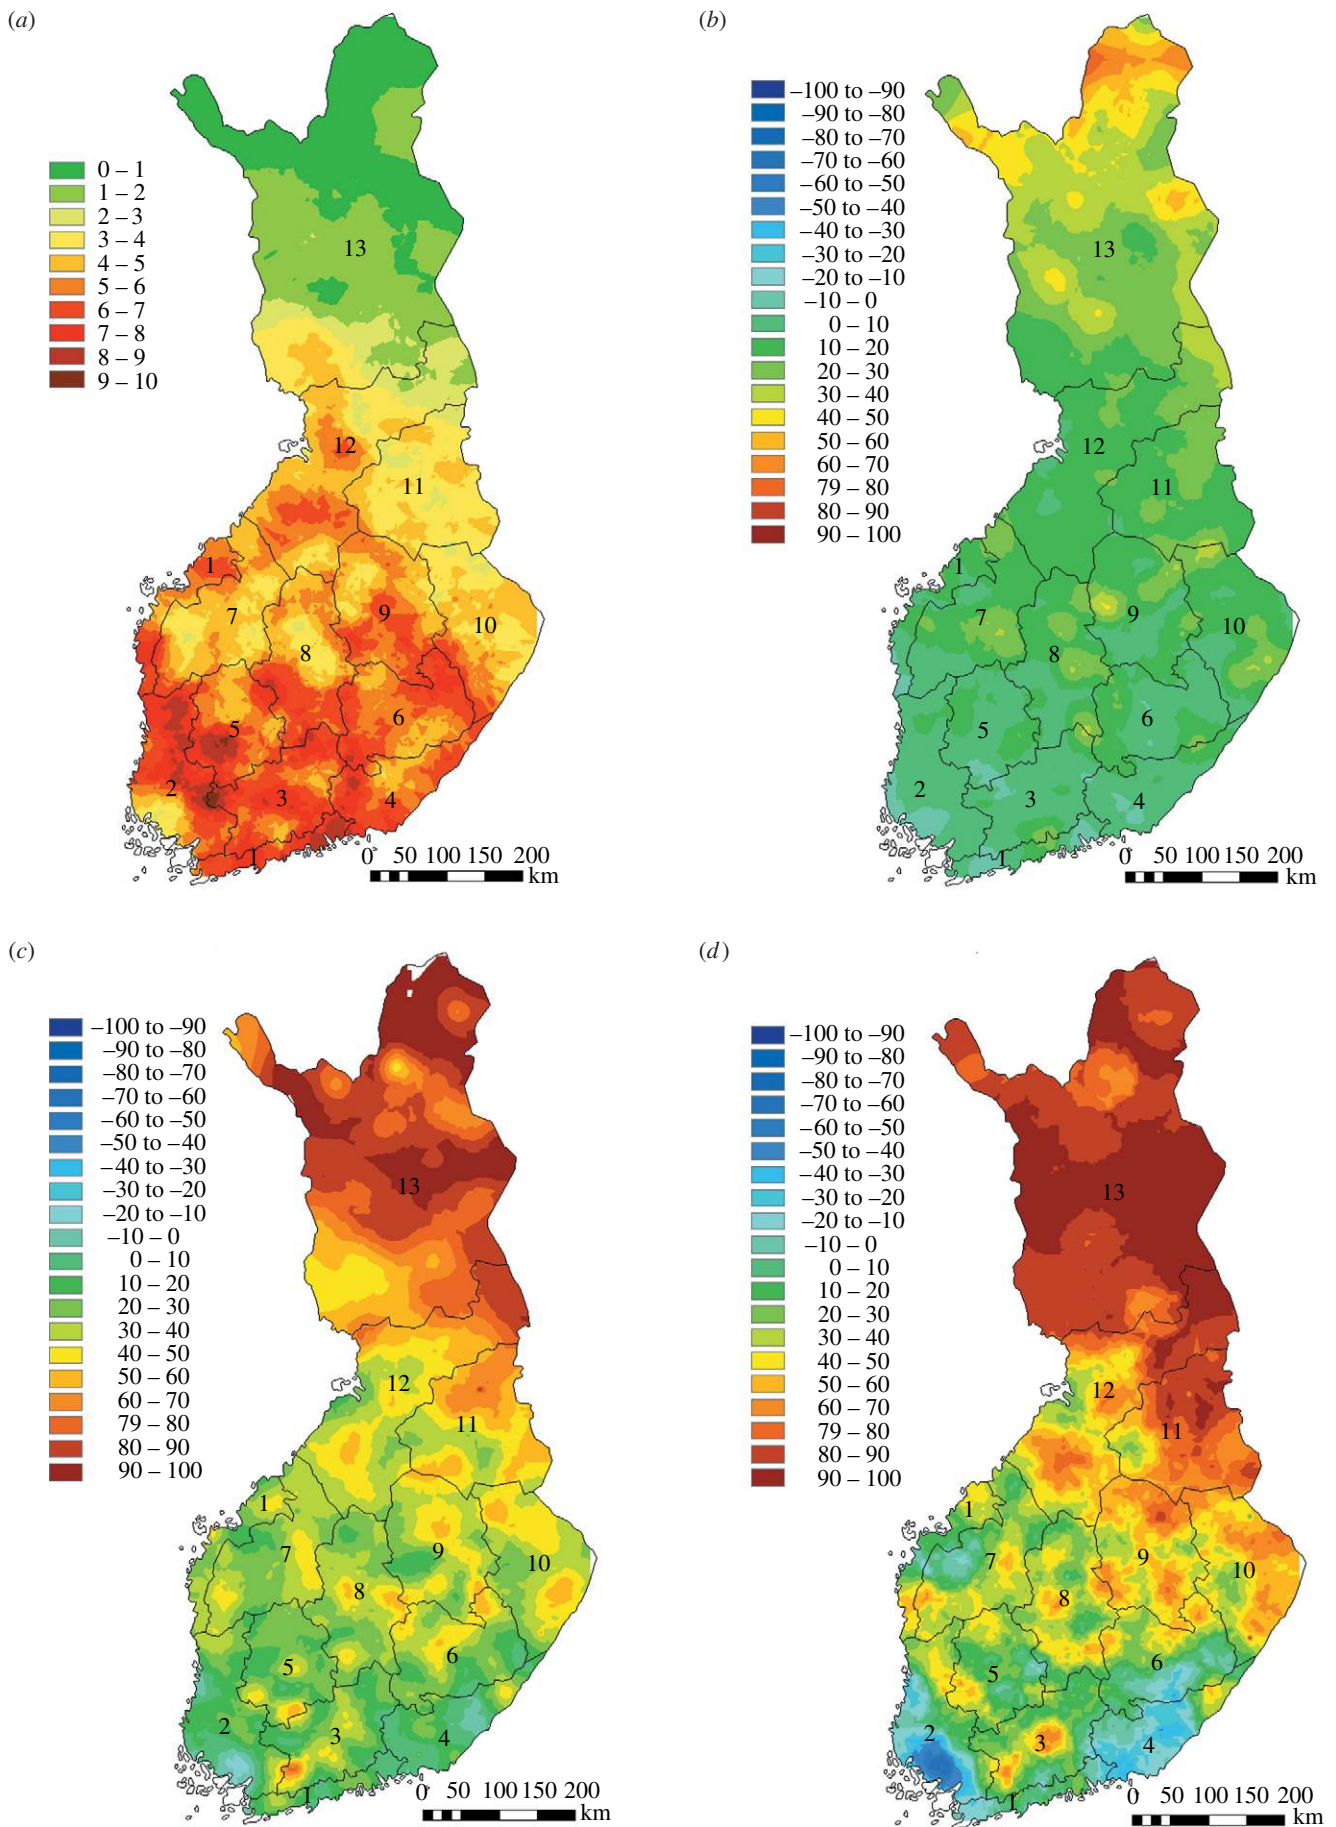 (a)
0 – 1
1 – 2
2 – 3
3 – 4
4 – 5
5 – 6
6 – 7
7 – 8
8 – 9
9 – 10
13
12
11
1
7
9
10
8
5
6
2
3
4
1
0 50 100 150 200
km
(b)
–100 to –90
–90 to –80
–80 to –70
–70 to –60
–60 to –50
–50 to –40
–40 to –30
–30 to –20
–20 to –10
–10 – 0
0 – 10
10 – 20
20 – 30
30 – 40
40 – 50
50 – 60
60 – 70
79 – 80
80 – 90
90 – 100
13
12
11
1
7
9
10
8
5
6
2
3
4
1
0 50 100 150 200
km
(c)
–100 to –90
–90 to –80
–80 to –70
–70 to –60
–60 to –50
–50 to –40
–40 to –30
–30 to –20
–20 to –10
–10 – 0
0 – 10
10 – 20
20 – 30
30 – 40
40 – 50
50 – 60
60 – 70
79 – 80
80 – 90
90 – 100
13
12
11
1
7
9
10
8
5
6
2
3
4
1
0 50 100 150 200
km
(d)
–100 to –90
–90 to –80
–80 to –70
–70 to –60
–60 to –50
–50 to –40
–40 to –30
–30 to –20
–20 to –10
–10 – 0
0 – 10
10 – 20
20 – 30
30 – 40
40 – 50
50 – 60
60 – 70
79 – 80
80 – 90
90 – 100
13
12
11
1
7
9
10
8
5
6
2
3
4
1
0 50 100 150 200
km